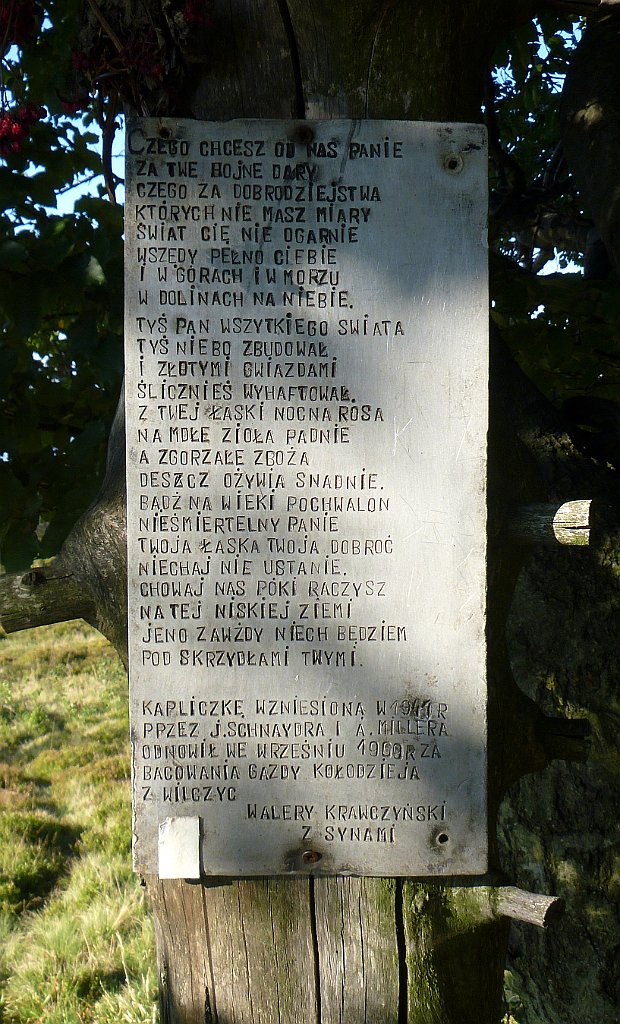 CZEGO CHCESZ OD NAS PANIE
ZA TWE HOJNE DARY
CZEGO ZA DOBRODZIEJSTWA
KTÓRYCH NIE MASZ MIARY
ŚWIAT CIĘ NIE OGARNIE
WSZEDY PEŁNO CIEBIE
I W GÓRACH I W MORZU
W DOLINACH NA NIEBIE.
TYŚ PAN WSZYTKIEGO ŚWIATA
TYŚ NIEBO ZBUDOWAŁ
I ZŁOTYMI GWIAZDAMI
ŚLICZNIEŚ WYHAFTOWAŁ.
Z TWEJ ŁASKI NOCNA ROSA
NA MDŁE ZIOŁA PADNIE
A ZGORZAŁE ZBOŻA
DESZCZ OŻYWIA SNADNIE.
BĄDŹ NA WIEKI POCHWALON
NIEŚMIERTELNY PANIE
TWOJA ŁASKA TWOJA DOBROĆ
NIECHAJ NIE USTANIE.
CHOWAJ NAS PÓKI RACZYSZ
NA TEJ NISKIEJ ZIEMI
JENO ZAWŻDY NIECH BĘDZIEM
POD SKRZYDŁAMI TWYMI.
KAPLICZKĘ WZNIESIONĄ W 1941R
PPZEZ J.SCHNAYDRA I A. MILLERA
ODNOWIŁ WE WRZEŚNIU R ZA
BACOWANIA GAZDY KOŁODZIEJA
Z WILCZYC
WALERY KRAWCZYŃSKI
Z SYNAMI